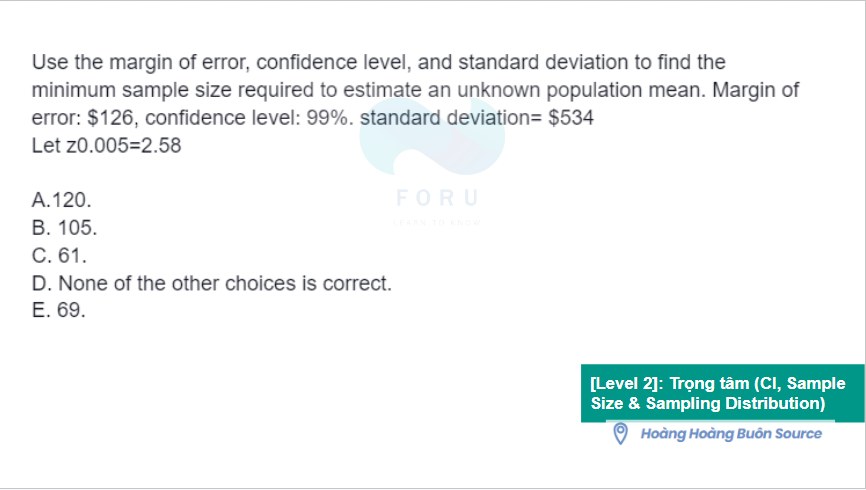 Use the margin of error, confidence level, and standard deviation to find the
minimum sample size required to estimate an unknown population mean. Margin of
error: $126, confidence level: 99%. standard deviation= $534
Let z0.005=2.58
A.120.
B. 105.
C. 61.
D. None of the other choices is correct.
E. 69.
FORU
[Level 2]: Trọng tâm (CI, Sample
Size & Sampling Distribution)
Hoàng Hoàng Buôn Source